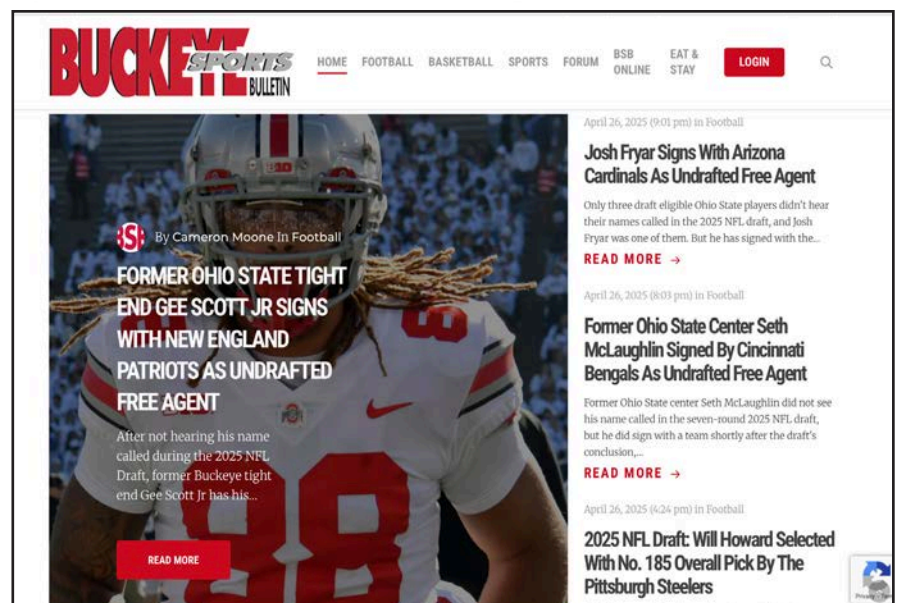 BUCKEYE
SPORTS
BULLETIN
HOME FOOTBALL BASKETBALL SPORTS FORUM BSB ONLINE EAT & STAY LOGIN
By Cameron Moone In Football
FORMER OHIO STATE TIGHT
END GEE SCOTT JR SIGNS
WITH NEW ENGLAND
PATRIOTS AS UNDRAFTED
FREE AGENT
After not hearing his name
called during the 2025 NFL
Draft, former Buckeye tight
end Gee Scott Jr has his...
READ MORE
88
April 26, 2025 (9:01 pm) in Football
Josh Fryar Signs With Arizona
Cardinals As Undrafted Free Agent
Only three draft eligible Ohio State players didn't hear
their names called in the 2025 NFL draft, and Josh
Fryar was one of them. But he has signed with the...
READ MORE →
April 26, 2025 (8:03 pm) in Football
Former Ohio State Center Seth
McLaughlin Signed By Cincinnati
Bengals As Undrafted Free Agent
Former Ohio State center Seth McLaughlin did not see
his name called in the seven-round 2025 NFL draft,
but he did sign with a team shortly after the draft's
conclusion,...
READ MORE →
April 26, 2025 (4:24 pm) in Football
2025 NFL Draft: Will Howard Selected
With No. 185 Overall Pick By The
Pittsburgh Steelers